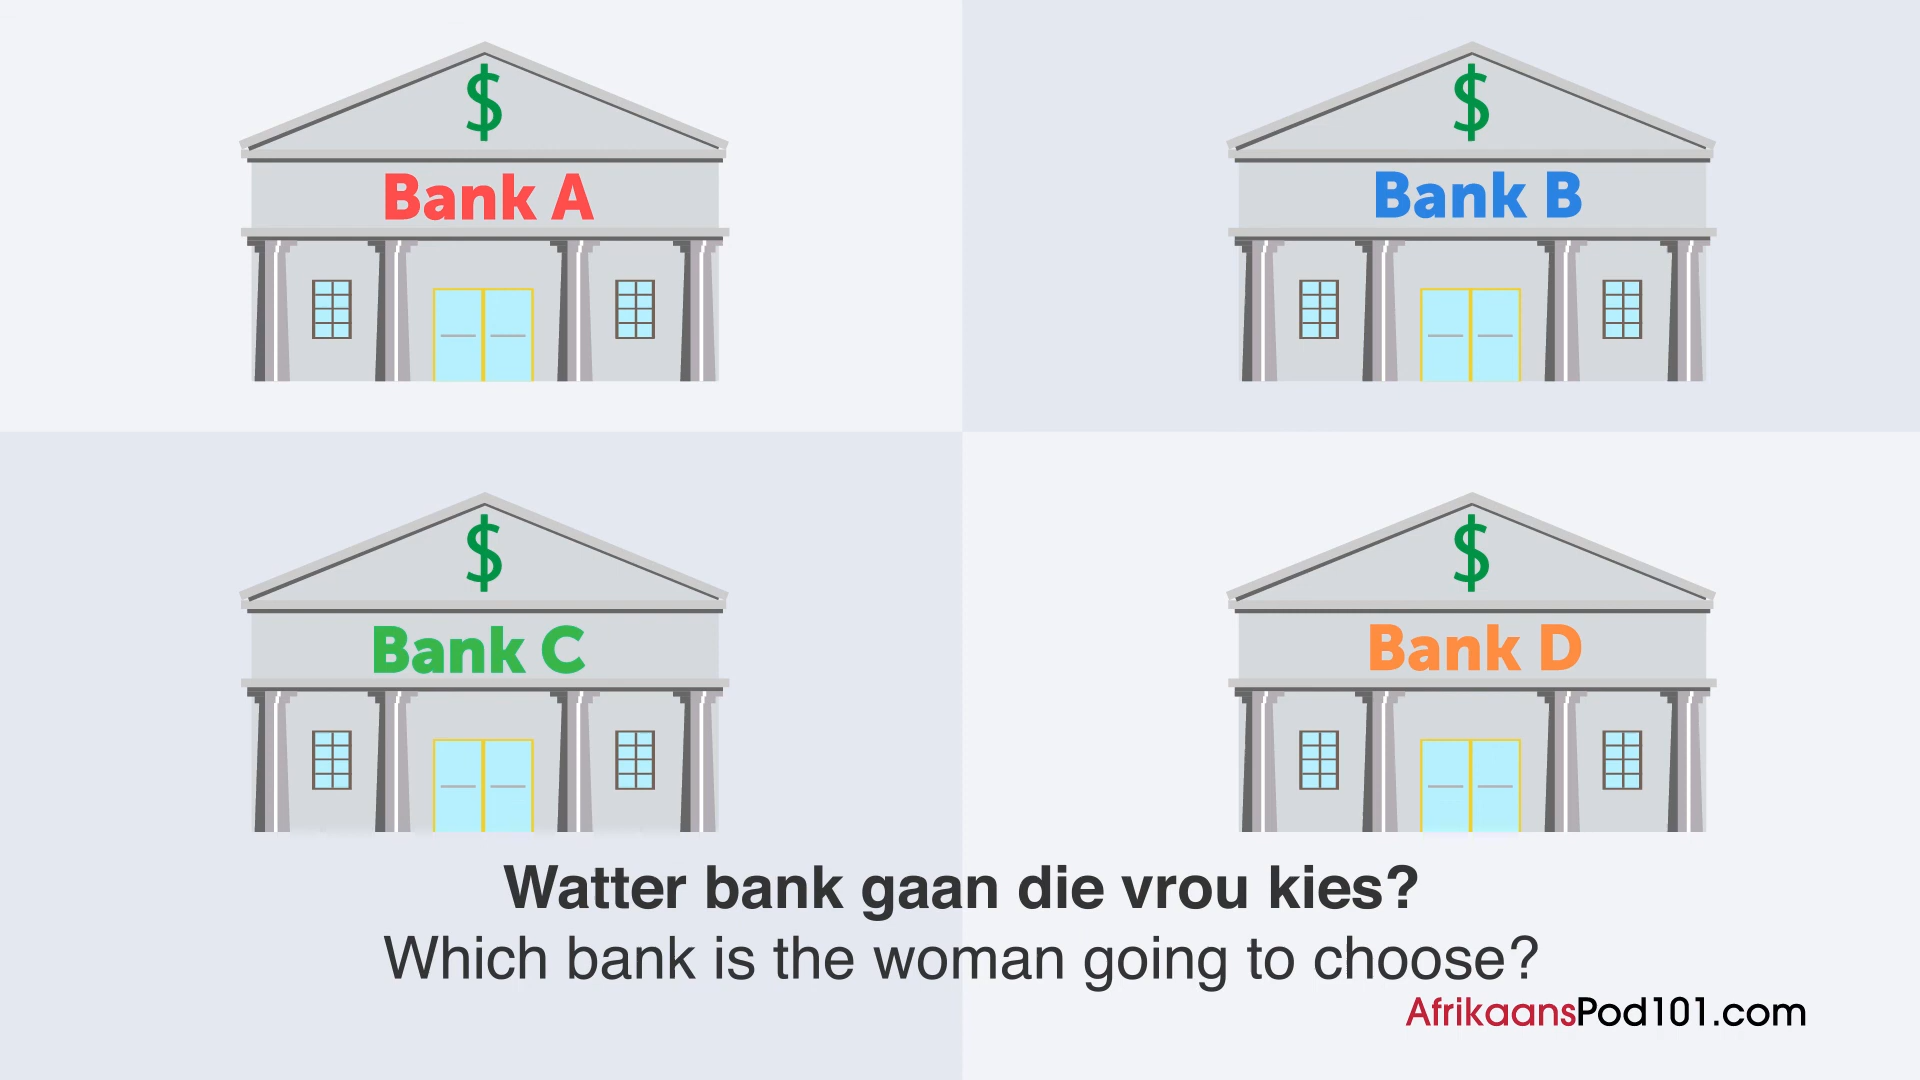 $
Bank A
$
Bank B
$
Bank C
$
Bank D
Watter bank gaan die vrou kies?
Which bank is the woman going to choose?
AfrikaansPod101.com